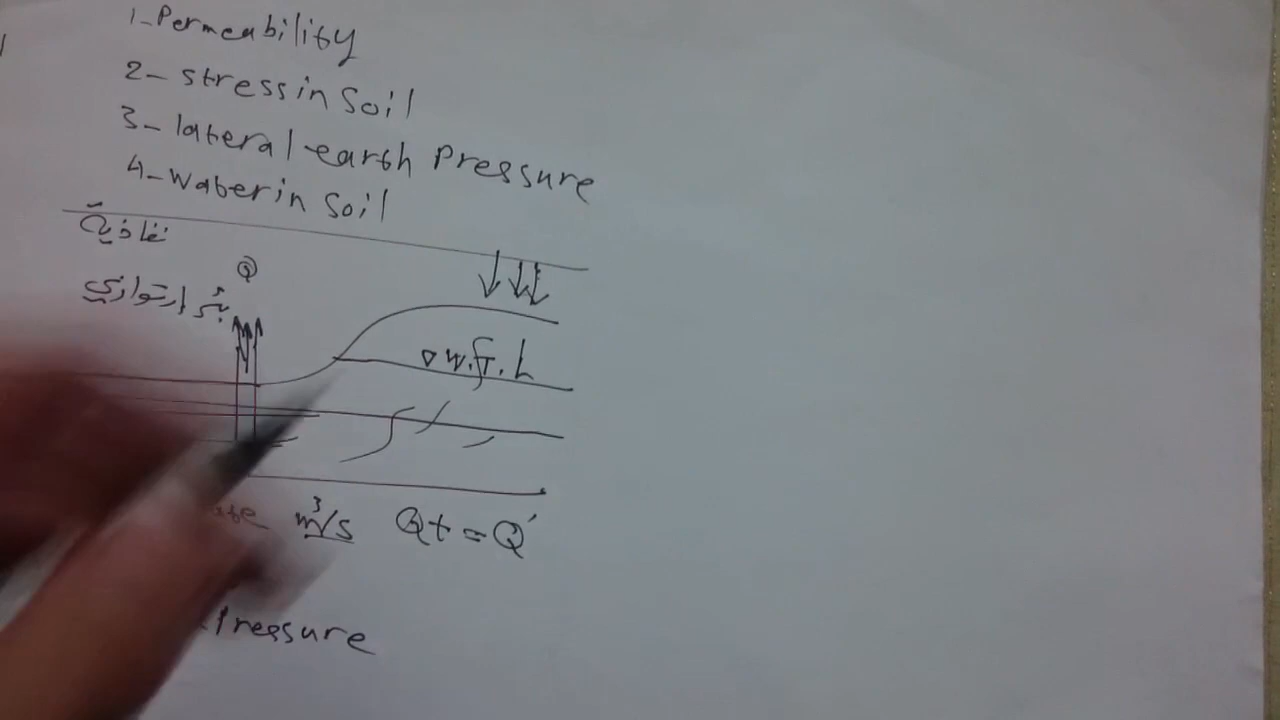 1-Permeability
2- stress in soil
3- lateral earth Pressure
4- water in soil
نفاذية
Q
بئر ارتوازي
▽ W.T.L
m³/s Qt = Q'
Pressure